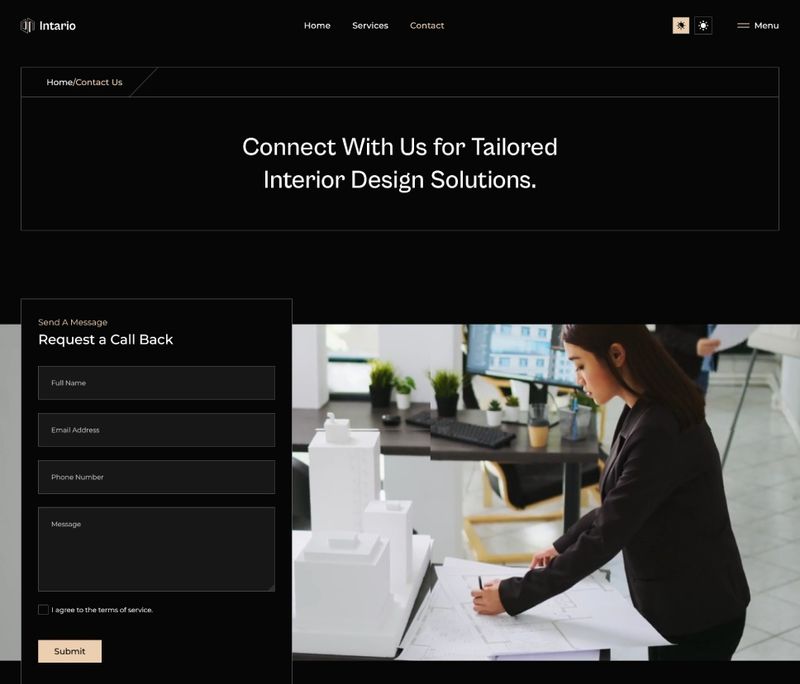 Intario
Home Services Contact
Menu
Home/Contact Us
Connect With Us for Tailored
Interior Design Solutions.
Send A Message
Request a Call Back
Full Name
Email Address
Phone Number
Message
I agree to the terms of service.
Submit